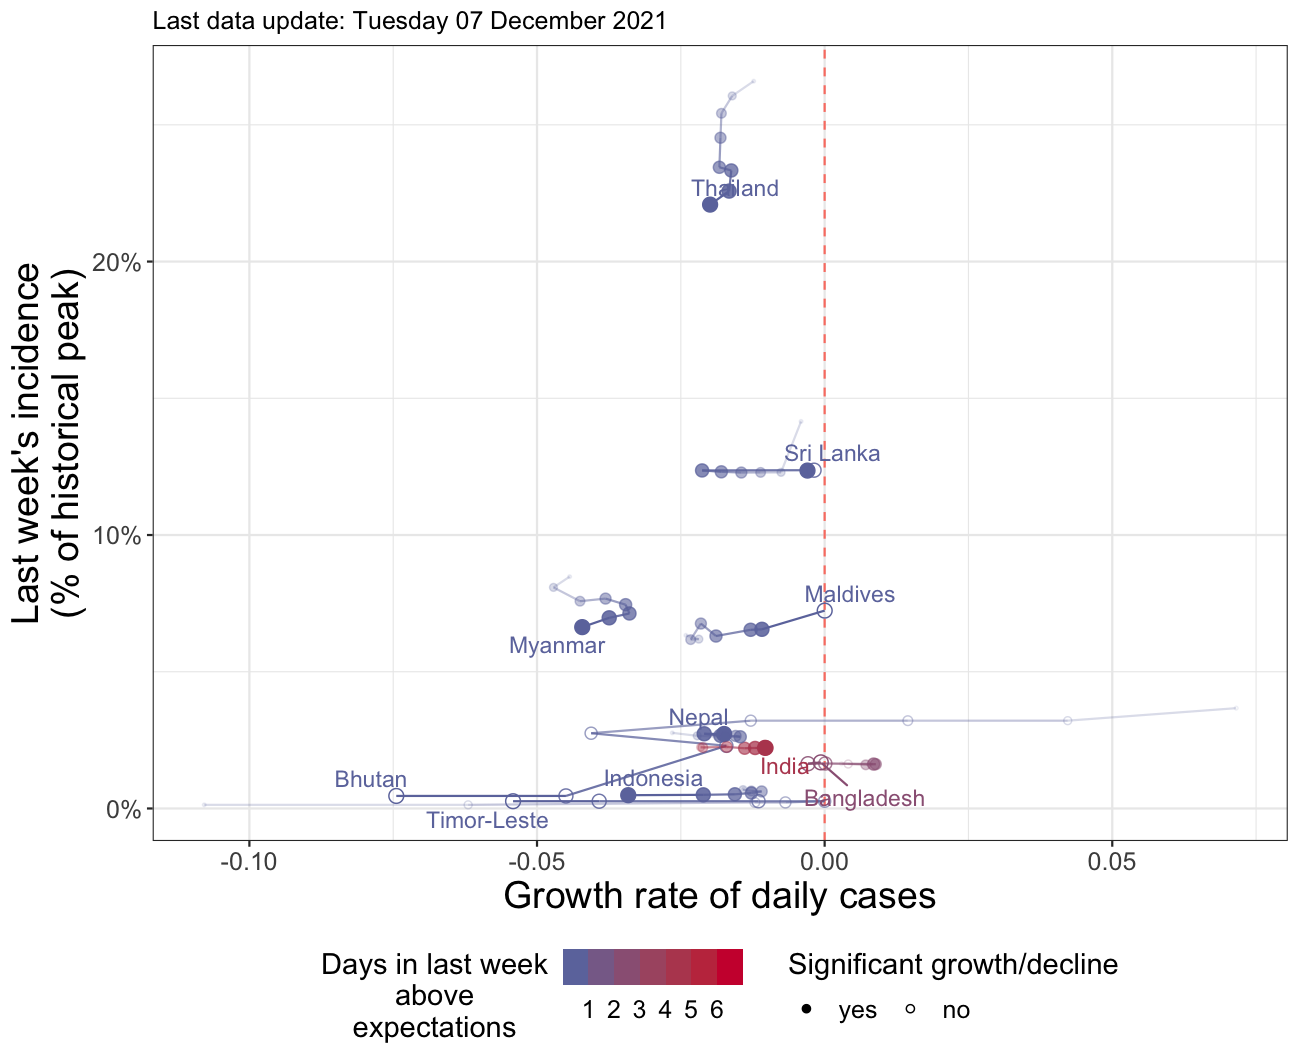 Last data update: Tuesday 07 December 2021
Last week's incidence
(% of historical peak)
20%
10%
0%
Thailand
Sri Lanka
Maldives
Myanmar
Nepal
India
Bhutan
Indonesia
Bangladesh
Timor-Leste
-0.10
-0.05
0.00
0.05
Growth rate of daily cases
Days in last week
above
expectations
1 2 3 4 5 6
Significant growth/decline
yes no